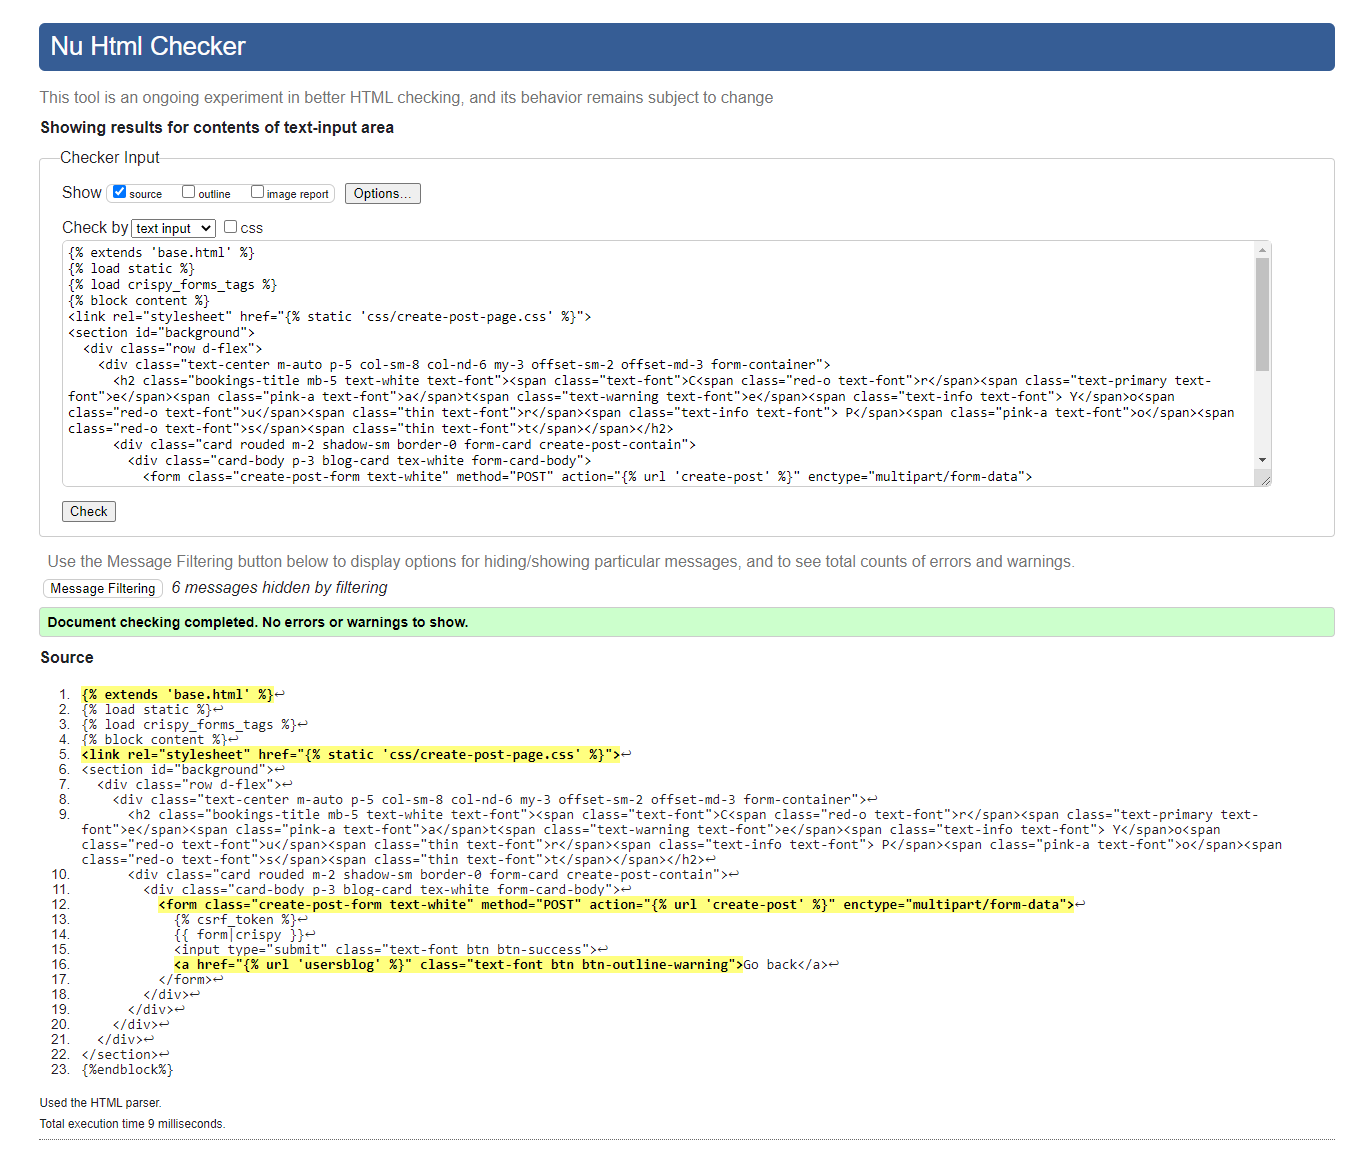 Nu Html Checker
This tool is an ongoing experiment in better HTML checking, and its behavior remains subject to change
Showing results for contents of text-input area
Checker Input
Show source outline image report Options...
Check by text input css
{% extends 'base.html' %}
{% load static %}
{% load crispy_forms_tags %}
{% block content %}
<link rel="stylesheet" href="{% static 'css/create-post-page.css' %}">
<section id="background">
<div class="row d-flex">
<div class="text-center m-auto p-5 col-sm-8 col-nd-6 my-3 offset-sm-2 offset-md-3 form-container">
<h2 class="bookings-title mb-5 text-white text-font"><span class="text-font">C<span class="red-o text-font">r</span><span class="text-primary text-
font">e</span><span class="pink-a text-font">a</span>t<span class="text-warning text-font">e</span><span class="text-info text-font"> Y</span>o<span
class="red-o text-font">u</span><span class="thin text-font">r</span><span class="text-info text-font"> P</span><span class="pink-a text-font">o</span><span
class="red-o text-font">s</span><span class="thin text-font">t</span></span></h2>
<div class="card rouded m-2 shadow-sm border-0 form-card create-post-contain">
<div class="card-body p-3 blog-card tex-white form-card-body">
<form class="create-post-form text-white" method="POST" action="{% url 'create-post' %}" enctype="multipart/form-data">
Check
Use the Message Filtering button below to display options for hiding/showing particular messages, and to see total counts of errors and warnings.
Message Filtering 6 messages hidden by filtering
Document checking completed. No errors or warnings to show.
Source
1. {% extends 'base.html' %}↩
2. {% load static %}↩
3. {% load crispy_forms_tags %}↩
4. {% block content %}↩
5. <link rel="stylesheet" href="{% static 'css/create-post-page.css' %}">↩
6. <section id="background">↩
7. <div class="row d-flex">↩
8. <div class="text-center m-auto p-5 col-sm-8 col-nd-6 my-3 offset-sm-2 offset-md-3 form-container">↩
9. <h2 class="bookings-title mb-5 text-white text-font"><span class="text-font">C<span class="red-o text-font">r</span><span class="text-primary text-
font">e</span><span class="pink-a text-font">a</span>t<span class="text-warning text-font">e</span><span class="text-info text-font"> Y</span>o<span
class="red-o text-font">u</span><span class="thin text-font">r</span><span class="text-info text-font"> P</span><span class="pink-a text-font">o</span><span
class="red-o text-font">s</span><span class="thin text-font">t</span></span></h2>↩
10. <div class="card rouded m-2 shadow-sm border-0 form-card create-post-contain">↩
11. <div class="card-body p-3 blog-card tex-white form-card-body">↩
12. <form class="create-post-form text-white" method="POST" action="{% url 'create-post' %}" enctype="multipart/form-data">↩
13. {% csrf_token %}↩
14. {{ form|crispy }}↩
15. <input type="submit" class="text-font btn btn-success">↩
16. <a href="{% url 'usersblog' %}" class="text-font btn btn-outline-warning">Go back</a>↩
17. </form>↩
18. </div>↩
19. </div>↩
20. </div>↩
21. </div>↩
22. </section>↩
23. {%endblock%}
Used the HTML parser.
Total execution time 9 milliseconds.